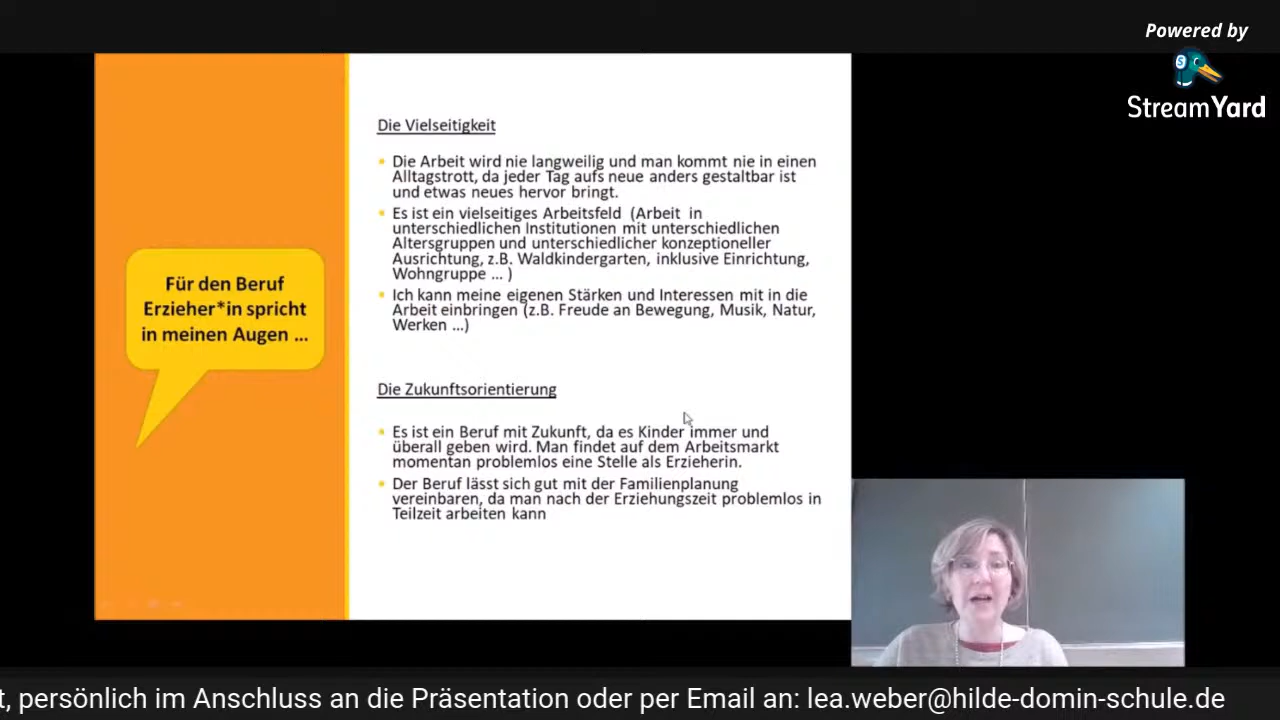 Powered by
StreamYard
Die Vielseitigkeit
Die Arbeit wird nie langweilig und man kommt nie in einen
Alltagstrott, da jeder Tag aufs neue anders gestaltbar ist
und etwas neues hervor bringt.
Es ist ein vielseitiges Arbeitsfeld (Arbeit in
unterschiedlichen Institutionen mit unterschiedlichen
Altersgruppen und unterschiedlicher konzeptioneller
Ausrichtung, z.B. Waldkindergarten, inklusive Einrichtung,
Wohngruppe ... )
Ich kann meine eigenen Stärken und Interessen mit in die
Arbeit einbringen (z.B. Freude an Bewegung, Musik, Natur,
Werken ...)
Für den Beruf
Erzieher*in spricht
in meinen Augen ...
Die Zukunftsorientierung
Es ist ein Beruf mit Zukunft, da es Kinder immer und
überall geben wird. Man findet auf dem Arbeitsmarkt
momentan problemlos eine Stelle als Erzieherin.
Der Beruf lässt sich gut mit der Familienplanung
vereinbaren, da man nach der Erziehungszeit problemlos in
Teilzeit arbeiten kann
t, persönlich im Anschluss an die Präsentation oder per Email an: lea.weber@hilde-domin-schule.de